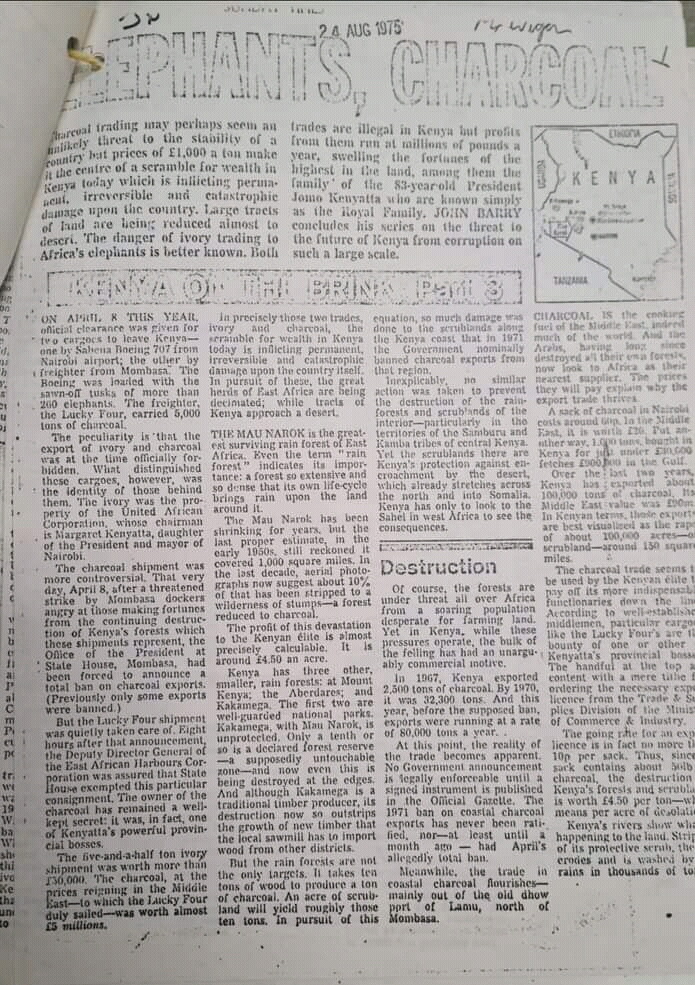 SUNDAY TIMES
24 AUG 1975
ELEPHANTS, CHARCOAL
Charcoal trading may perhaps seem an
unlikely threat to the stability of a
country but prices of £1,000 a ton make
it the centre of a scramble for wealth in
Kenya today which is inflicting perma-
nent, irreversible and catastrophic
damage upon the country. Large tracts
of land are being reduced almost to
desert. The danger of ivory trading to
Africa's elephants is better known. Both
trades are illegal in Kenya but profits
from them run at millions of pounds a
year, swelling the fortunes of the
highest in the land, among them the
family of the 83-year-old President
Jomo Kenyatta who are known simply
as the Royal Family. JOHN BARRY
concludes his series on the threat to
the future of Kenya from corruption on
such a large scale.
ETHIOPIA
UGANDA
KENYA
SOMALIA
TANZANIA
KENYA ON THE BRINK Part 3
ON APRIL 8 THIS YEAR,
official clearance was given for
two cargoes to leave Kenya—
one by Sabena Boeing 707 from
Nairobi airport; the other by
freighter from Mombasa. The
Boeing was loaded with the
sawn-off tusks of more than
260 elephants. The freighter,
the Lucky Four, carried 5,000
tons of charcoal.
The peculiarity is that the
export of ivory and charcoal
was at the time officially for-
bidden. What distinguished
these cargoes, however, was
the identity of those behind
them. The ivory was the pro-
perty of the United African
Corporation, whose chairman
is Margaret Kenyatta, daughter
of the President and mayor of
Nairobi.
The charcoal shipment was
more controversial. That very
day, April 8, after a threatened
strike by Mombasa dockers
angry at those making fortunes
from the continuing destruc-
tion of Kenya's forests which
these shipments represent, the
Office of the President at
State House, Mombasa, had
been forced to announce a
total ban on charcoal exports.
(Previously only some exports
were banned.)
But the Lucky Four shipment
was quietly taken care of. Eight
hours after that announcement,
the Deputy Director General of
the East African Harbours Cor-
poration was assured that State
House exempted this particular
consignment. The owner of the
charcoal has remained a well-
kept secret: it was, in fact, one
of Kenyatta's powerful provin-
cial bosses.
The five-and-a-half ton ivory
shipment was worth more than
£30,000. The charcoal, at the
prices reigning in the Middle
East—to which the Lucky Four
duly sailed—was worth almost
£5 millions.
In precisely those two trades,
ivory and charcoal, the
scramble for wealth in Kenya
today is inflicting permanent,
irreversible and catastrophic
damage upon the country itself.
In pursuit of these, the great
herds of East Africa are being
decimated; while tracts of
Kenya approach a desert.
THE MAU NAROK is the great-
est surviving rain forest of East
Africa. Even the term "rain
forest" indicates its impor-
tance: a forest so extensive and
so dense that its own life-cycle
brings rain upon the land
around it.
The Mau Narok has been
shrinking for years, but the
last proper estimate, in the
early 1950s, still reckoned it
covered 1,000 square miles. In
the last decade, aerial photo-
graphs now suggest about 10%
of that has been stripped to a
wilderness of stumps—a forest
reduced to charcoal.
The profit of this devastation
to the Kenyan élite is almost
precisely calculable. It is
around £4.50 an acre.
Kenya has three other,
smaller, rain forests: at Mount
Kenya; the Aberdares; and
Kakamega. The first two are
well-guarded national parks.
Kakamega, with Mau Narok, is
unprotected. Only a tenth or
so is a declared forest reserve
—a supposedly untouchable
zone—and now even this is
being destroyed at the edges.
And although Kakamega is a
traditional timber producer, its
destruction now so outstrips
the growth of new timber that
the local sawmill has to import
wood from other districts.
But the rain forests are not
the only targets. It takes ten
tons of wood to produce a ton
of charcoal. An acre of scrub-
land will yield roughly those
ten tons. In pursuit of this
equation, so much damage was
done to the scrublands along
the Kenya coast that in 1971
the Government nominally
banned charcoal exports from
that region.
Inexplicably, no similar
action was taken to prevent
the destruction of the rain-
forests and scrublands of the
interior—particularly in the
territories of the Samburu and
Kamba tribes of central Kenya.
Yet the scrublands there are
Kenya's protection against en-
croachment by the desert,
which already stretches across
the north and into Somalia.
Kenya has only to look to the
Sahel in west Africa to see the
consequences.
Destruction
Of course, the forests are
under threat all over Africa
from a soaring population
desperate for farming land.
Yet in Kenya, while these
pressures operate, the bulk of
the felling has had an unargu-
ably commercial motive.
In 1967, Kenya exported
2,500 tons of charcoal. By 1970,
it was 32,300 tons. And this
year, before the supposed ban,
exports were running at a rate
of 80,000 tons a year.
At this point, the reality of
the trade becomes apparent.
No Government announcement
is legally enforceable until a
signed instrument is published
in the Official Gazette. The
1971 ban on coastal charcoal
exports has never been rati-
fied, nor—at least until a
month ago — had April's
allegedly total ban.
Meanwhile, the trade in
coastal charcoal flourishes—
mainly out of the old dhow
port of Lamu, north of
Mombasa.
CHARCOAL IS the cooking
fuel of the Middle East, indeed
much of the world. And the
Arabs, having long since
destroyed all their own forests,
now look to Africa as their
nearest supplier. The prices
they will pay explain why the
export trade thrives.
A sack of charcoal in Nairobi
costs around 60p. In the Middle
East, it is worth £20. Put an-
other way, 1,000 tons, bought in
Kenya for just under £30,000
fetches £900,000 in the Gulf.
Over the last two years,
Kenya has exported about
100,000 tons of charcoal. Its
Middle East value was £90m
In Kenyan terms, those export
are best visualised as the rap
of about 100,000 acres—o
scrubland—around 150 square
miles.
The charcoal trade seems t
be used by the Kenyan élite t
pay off its more indispensabl
functionaries down the line
According to well-establishe
middlemen, particular cargoe
like the Lucky Four's are t
bounty of one or other
Kenyatta's provincial bosse
The handful at the top a
content with a mere tithe f
ordering the necessary expo
licence from the Trade & Su
plies Division of the Minist
of Commerce & Industry.
The going rate for an exp
licence is in fact no more th
10p per sack. Thus, since
sack contains about 50lb
charcoal, the destruction
Kenya's forests and scrubla
is worth £4.50 per ton—w
means per acre of desolati
Kenya's rivers show wha
happening to the land. Strip
of its protective scrub, the
erodes and is washed by
rains in thousands of to